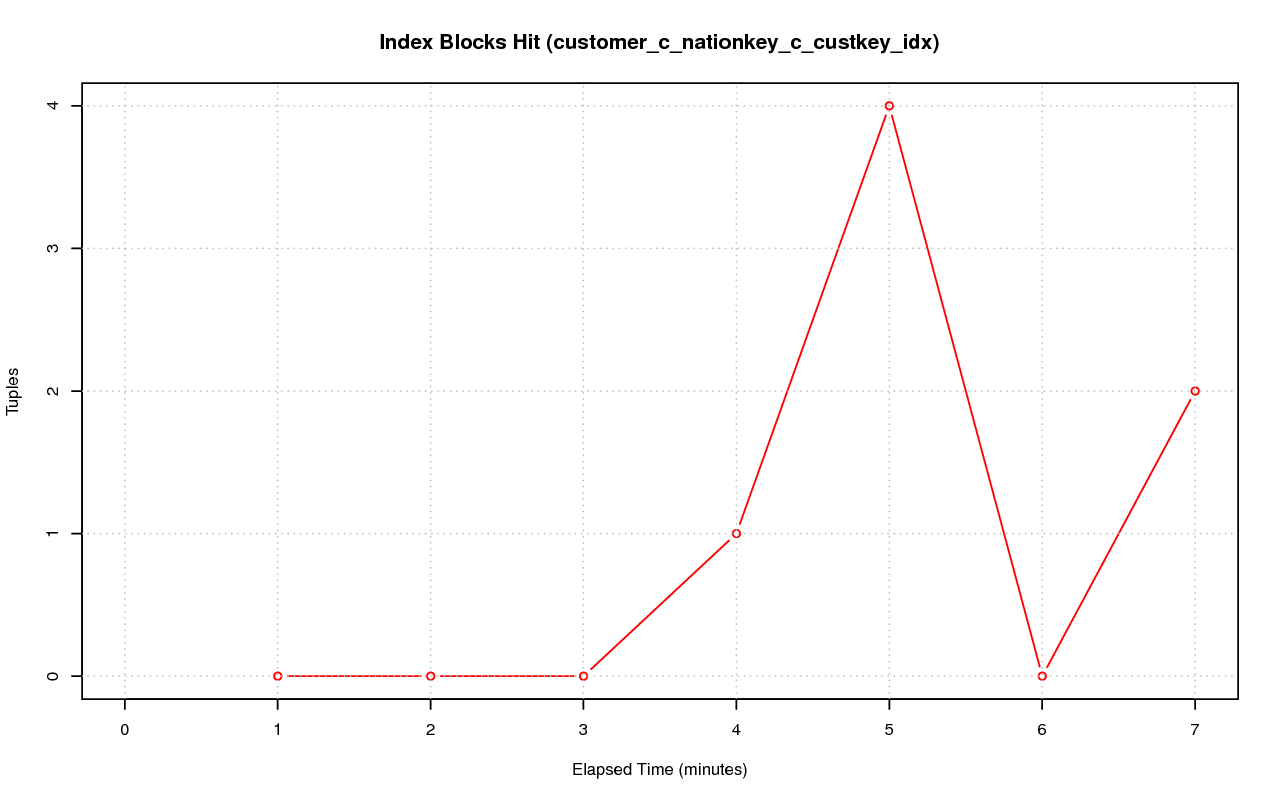 Index Blocks Hit (customer_c_nationkey_c_custkey_idx)
Tuples
4
3
2
1
0
0 1 2 3 4 5 6 7
Elapsed Time (minutes)